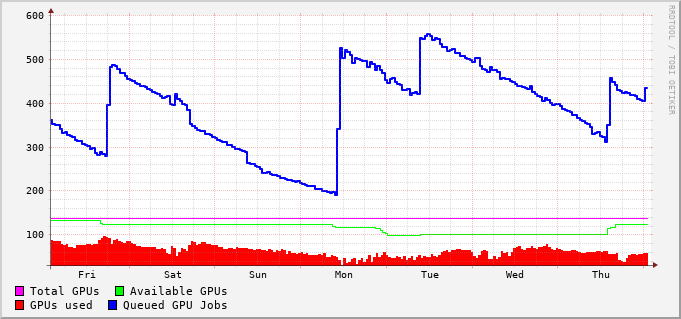 600
500
400
300
200
100
Fri Sat Sun Mon Tue Wed Thu
Total GPUs Available GPUs
GPUs used Queued GPU Jobs
RRDTOOL / TOBI OETIKER